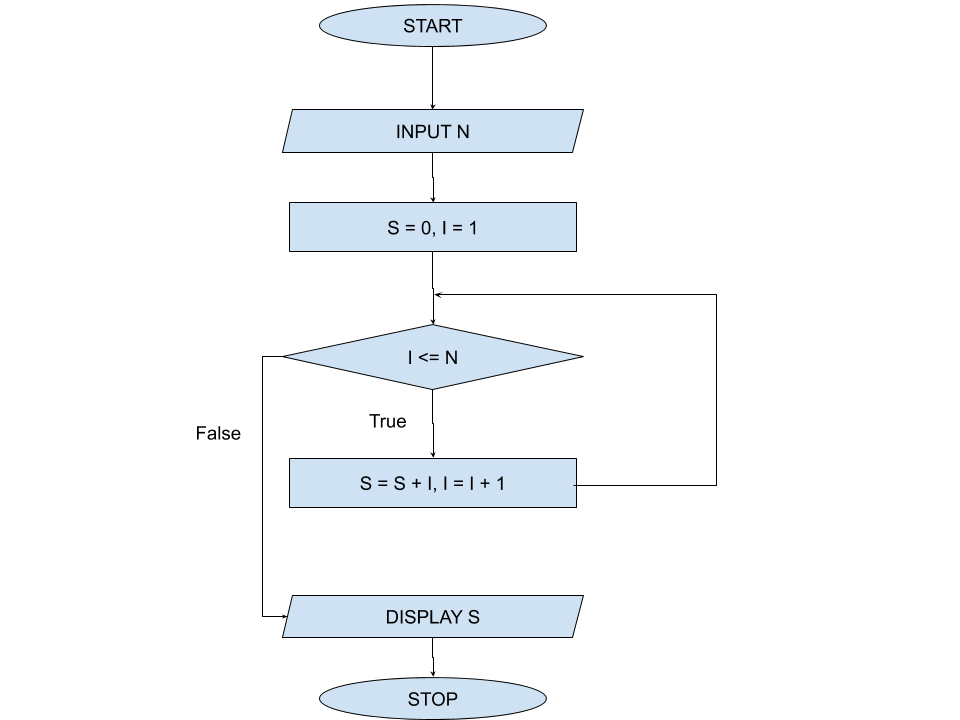 START
INPUT N
S = 0, I = 1
I <= N
True
False
S = S + I, I = I + 1
DISPLAY S
STOP